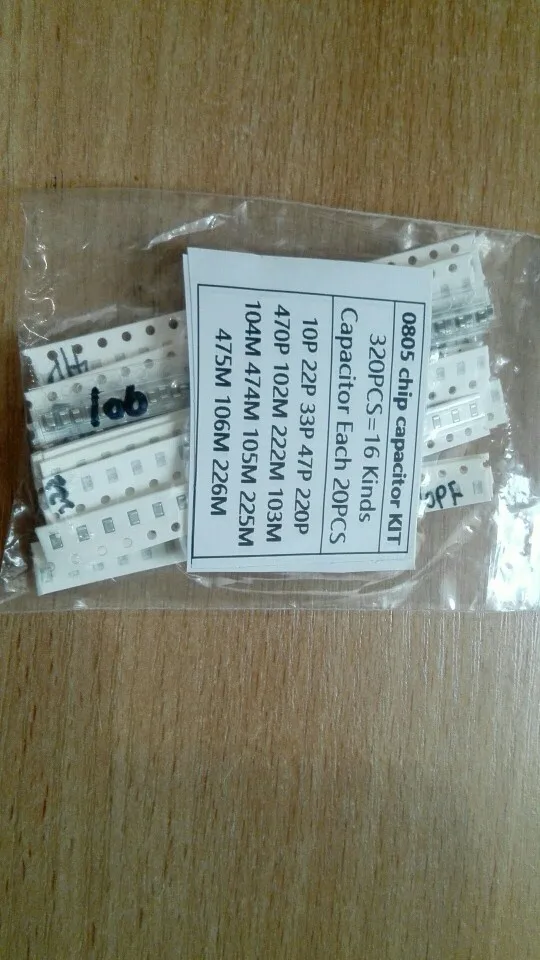 0805 chip capacitor KIT
320PCS=16 Kinds
Capacitor Each 20PCS
10P 22P 33P 47P 220P
470P 102M 222M 103M
104M 474M 105M 225M
475M 106M 226M
106